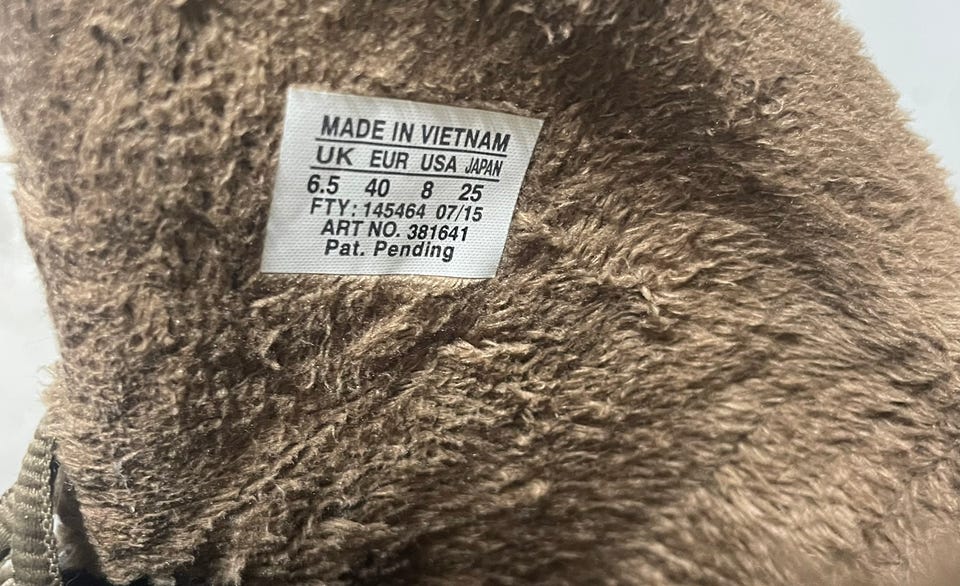 MADE IN VIETNAM
UK EUR USA JAPAN
6.5 40 8 25
FTY: 145464 07/15
ART NO. 381641
Pat. Pending